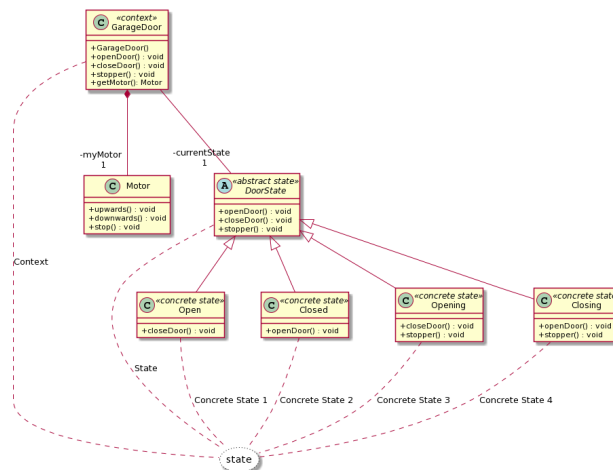 C
«context»
GarageDoor
+GarageDoor()
+openDoor() : void
+closeDoor() : void
+stopper() : void
+getMotor(): Motor
-myMotor
1
-currentState
1
C Motor
+upwards() : void
+downwards() : void
+stop() : void
A
«abstract state»
DoorState
+openDoor() : void
+closeDoor() : void
+stopper() : void
Context
C
«concrete state»
Open
+closeDoor() : void
C
«concrete state»
Closed
+openDoor() : void
C
«concrete state»
Opening
+closeDoor() : void
+stopper() : void
C
«concrete state»
Closing
+openDoor() : void
+stopper() : void
State
Concrete State 1
Concrete State 2
Concrete State 3
Concrete State 4
state